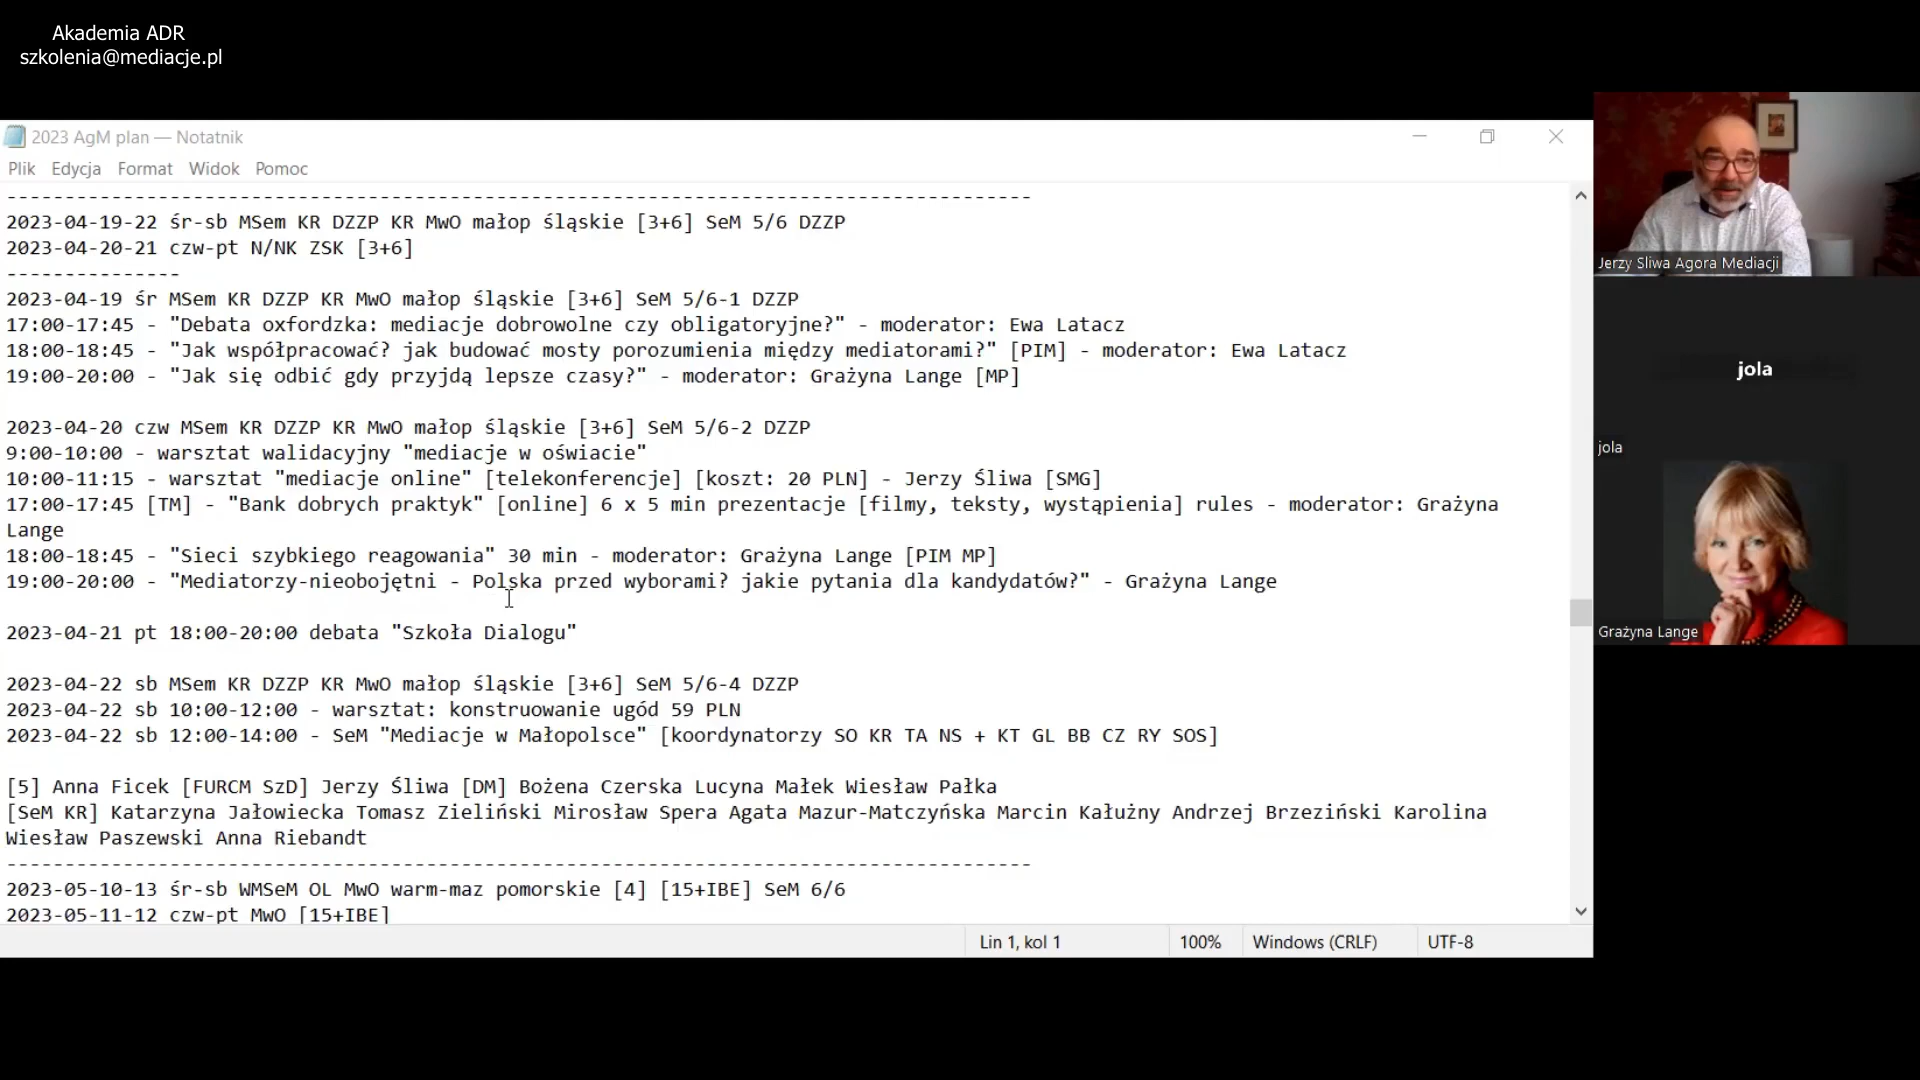 Akademia ADR
szkolenia@mediacje.pl
2023 AgM plan — Notatnik
Plik Edycja Format Widok Pomoc
-----------------------------------------------------------------------------------------
2023-04-19-22 śr-sb MSem KR DZZP KR MwO małop śląskie [3+6] SeM 5/6 DZZP
2023-04-20-21 czw-pt N/NK ZSK [3+6]
---------------
2023-04-19 śr MSem KR DZZP KR MwO małop śląskie [3+6] SeM 5/6-1 DZZP
17:00-17:45 - "Debata oxfordzka: mediacje dobrowolne czy obligatoryjne?" - moderator: Ewa Latacz
18:00-18:45 - "Jak współpracować? jak budować mosty porozumienia między mediatorami?" [PIM] - moderator: Ewa Latacz
19:00-20:00 - "Jak się odbić gdy przyjdą lepsze czasy?" - moderator: Grażyna Lange [MP]
2023-04-20 czw MSem KR DZZP KR MwO małop śląskie [3+6] SeM 5/6-2 DZZP
9:00-10:00 - warsztat walidacyjny "mediacje w oświacie"
10:00-11:15 - warsztat "mediacje online" [telekonferencje] [koszt: 20 PLN] - Jerzy Śliwa [SMG]
17:00-17:45 [TM] - "Bank dobrych praktyk" [online] 6 x 5 min prezentacje [filmy, teksty, wystąpienia] rules - moderator: Grażyna
Lange
18:00-18:45 - "Sieci szybkiego reagowania" 30 min - moderator: Grażyna Lange [PIM MP]
19:00-20:00 - "Mediatorzy-nieobojętni - Polska przed wyborami? jakie pytania dla kandydatów?" - Grażyna Lange
2023-04-21 pt 18:00-20:00 debata "Szkoła Dialogu"
2023-04-22 sb MSem KR DZZP KR MwO małop śląskie [3+6] SeM 5/6-4 DZZP
2023-04-22 sb 10:00-12:00 - warsztat: konstruowanie ugód 59 PLN
2023-04-22 sb 12:00-14:00 - SeM "Mediacje w Małopolsce" [koordynatorzy SO KR TA NS + KT GL BB CZ RY SOS]
[5] Anna Ficek [FURCM SzD] Jerzy Śliwa [DM] Bożena Czerska Lucyna Małek Wiesław Pałka
[SeM KR] Katarzyna Jałowiecka Tomasz Zieliński Mirosław Spera Agata Mazur-Matczyńska Marcin Kałużny Andrzej Brzeziński Karolina
Wiesław Paszewski Anna Riebandt
-----------------------------------------------------------------------------------------
2023-05-10-13 śr-sb WMSeM OL MwO warm-maz pomorskie [4] [15+IBE] SeM 6/6
2023-05-11-12 czw-pt MwO [15+IBE]
Lin 1, kol 1 100% Windows (CRLF) UTF-8
Jerzy Sliwa Agora Mediacji
jola
jola
Grażyna Lange